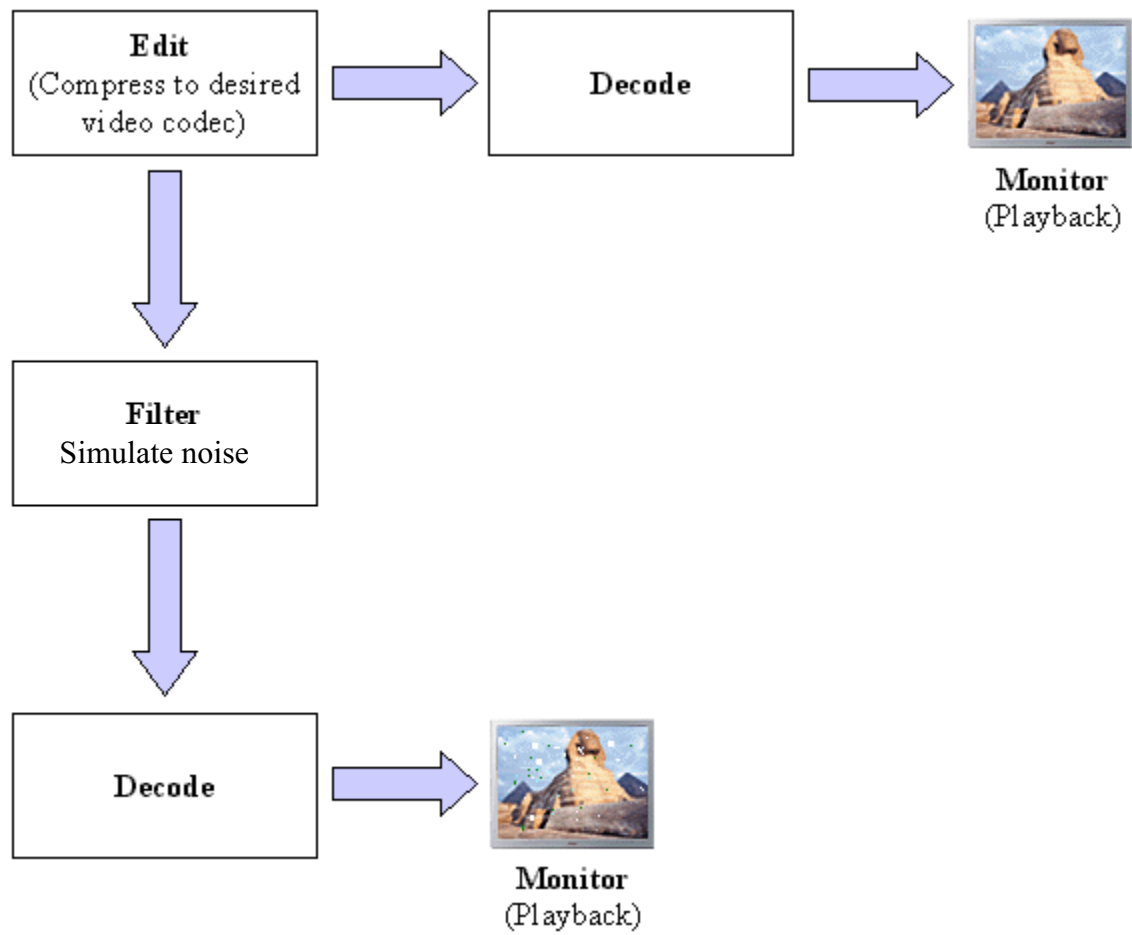 Edit
(Compress to desired
video codec)
Decode
Monitor
(Playback)
Filter
Simulate noise
Decode
Monitor
(Playback)